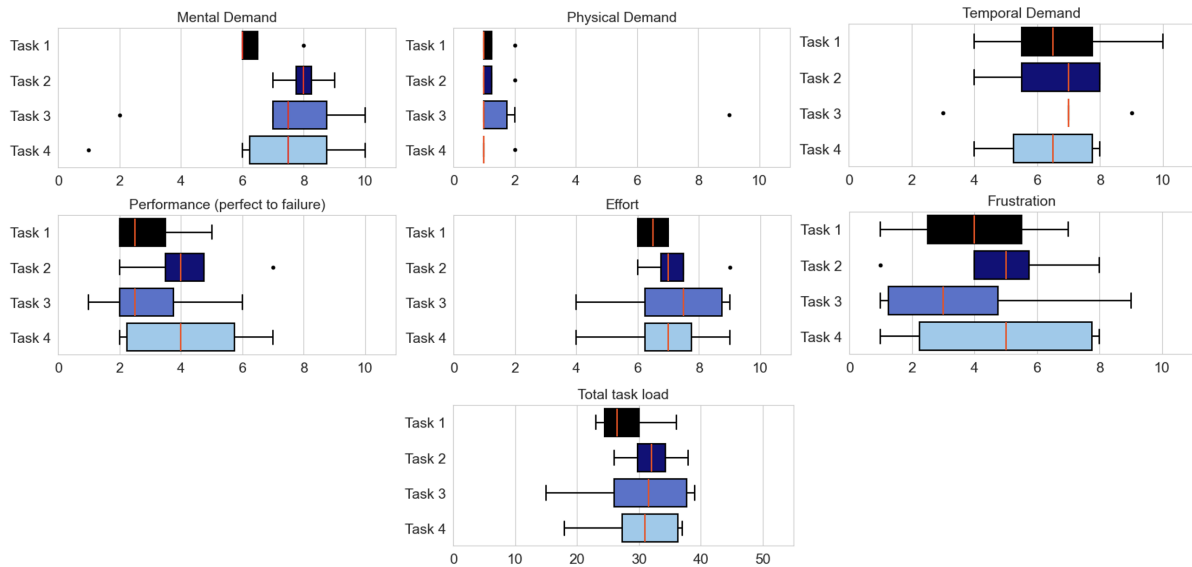 Mental Demand
Task 1
Task 2
Task 3
Task 4
0 2 4 6 8 10
Physical Demand
Task 1
Task 2
Task 3
Task 4
0 2 4 6 8 10
Temporal Demand
Task 1
Task 2
Task 3
Task 4
0 2 4 6 8 10
Performance (perfect to failure)
Task 1
Task 2
Task 3
Task 4
0 2 4 6 8 10
Effort
Task 1
Task 2
Task 3
Task 4
0 2 4 6 8 10
Frustration
Task 1
Task 2
Task 3
Task 4
0 2 4 6 8 10
Total task load
Task 1
Task 2
Task 3
Task 4
0 10 20 30 40 50